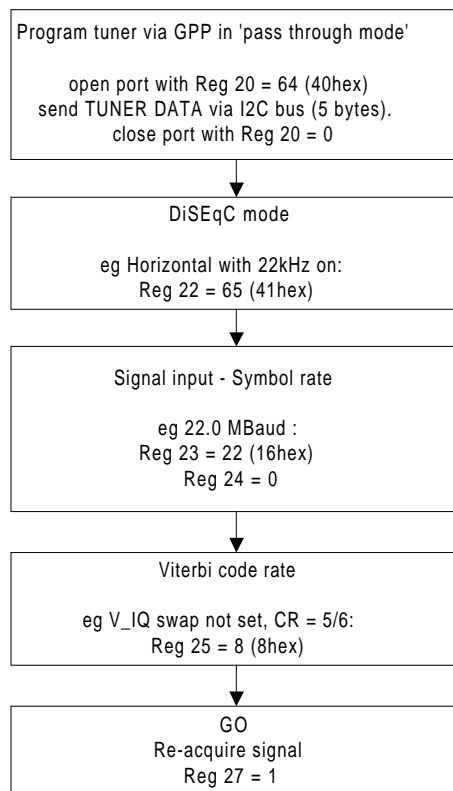 Program tuner via GPP in 'pass through mode'
open port with Reg 20 = 64 (40hex)
send TUNER DATA via I2C bus (5 bytes).
close port with Reg 20 = 0
DiSEqC mode
eg Horizontal with 22kHz on:
Reg 22 = 65 (41hex)
Signal input - Symbol rate
eg 22.0 MBaud :
Reg 23 = 22 (16hex)
Reg 24 = 0
Viterbi code rate
eg V_IQ swap not set, CR = 5/6:
Reg 25 = 8 (8hex)
GO
Re-acquire signal
Reg 27 = 1